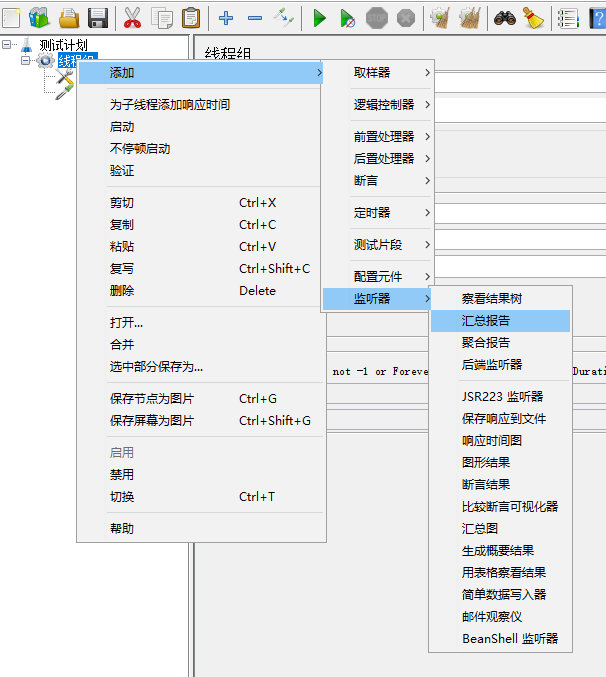 测试计划
线程组
线程组
添加
为子线程添加响应时间
启动
不停顿启动
验证
剪切 Ctrl+X
复制 Ctrl+C
粘贴 Ctrl+V
复写 Ctrl+Shift+C
删除 Delete
打开...
合并
选中部分保存为...
保存节点为图片 Ctrl+G
保存屏幕为图片 Ctrl+Shift+G
启用
禁用
切换 Ctrl+T
帮助
取样器
逻辑控制器
前置处理器
后置处理器
断言
定时器
测试片段
配置元件
监听器
察看结果树
汇总报告
聚合报告
后端监听器
JSR223 监听器
保存响应到文件
响应时间图
图形结果
断言结果
比较断言可视化器
汇总图
生成概要结果
用表格察看结果
简单数据写入器
邮件观察仪
BeanShell 监听器
not -1 or Foreve
Durati
STOP